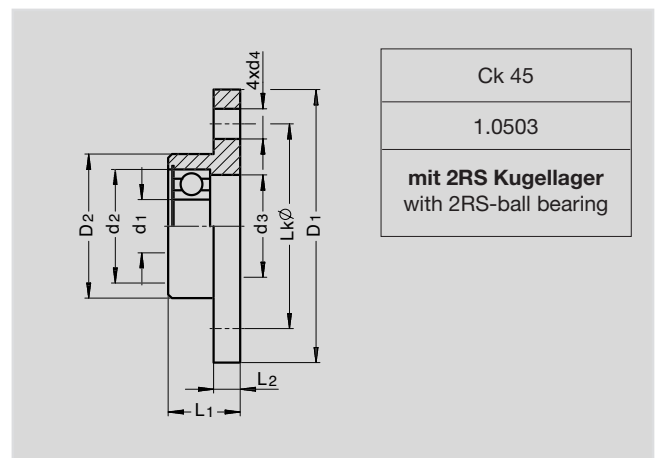 4xd4
D2
d2
d1
d3
LkØ
D1
L2
L1
Ck 45
1.0503
mit 2RS Kugellager
with 2RS-ball bearing